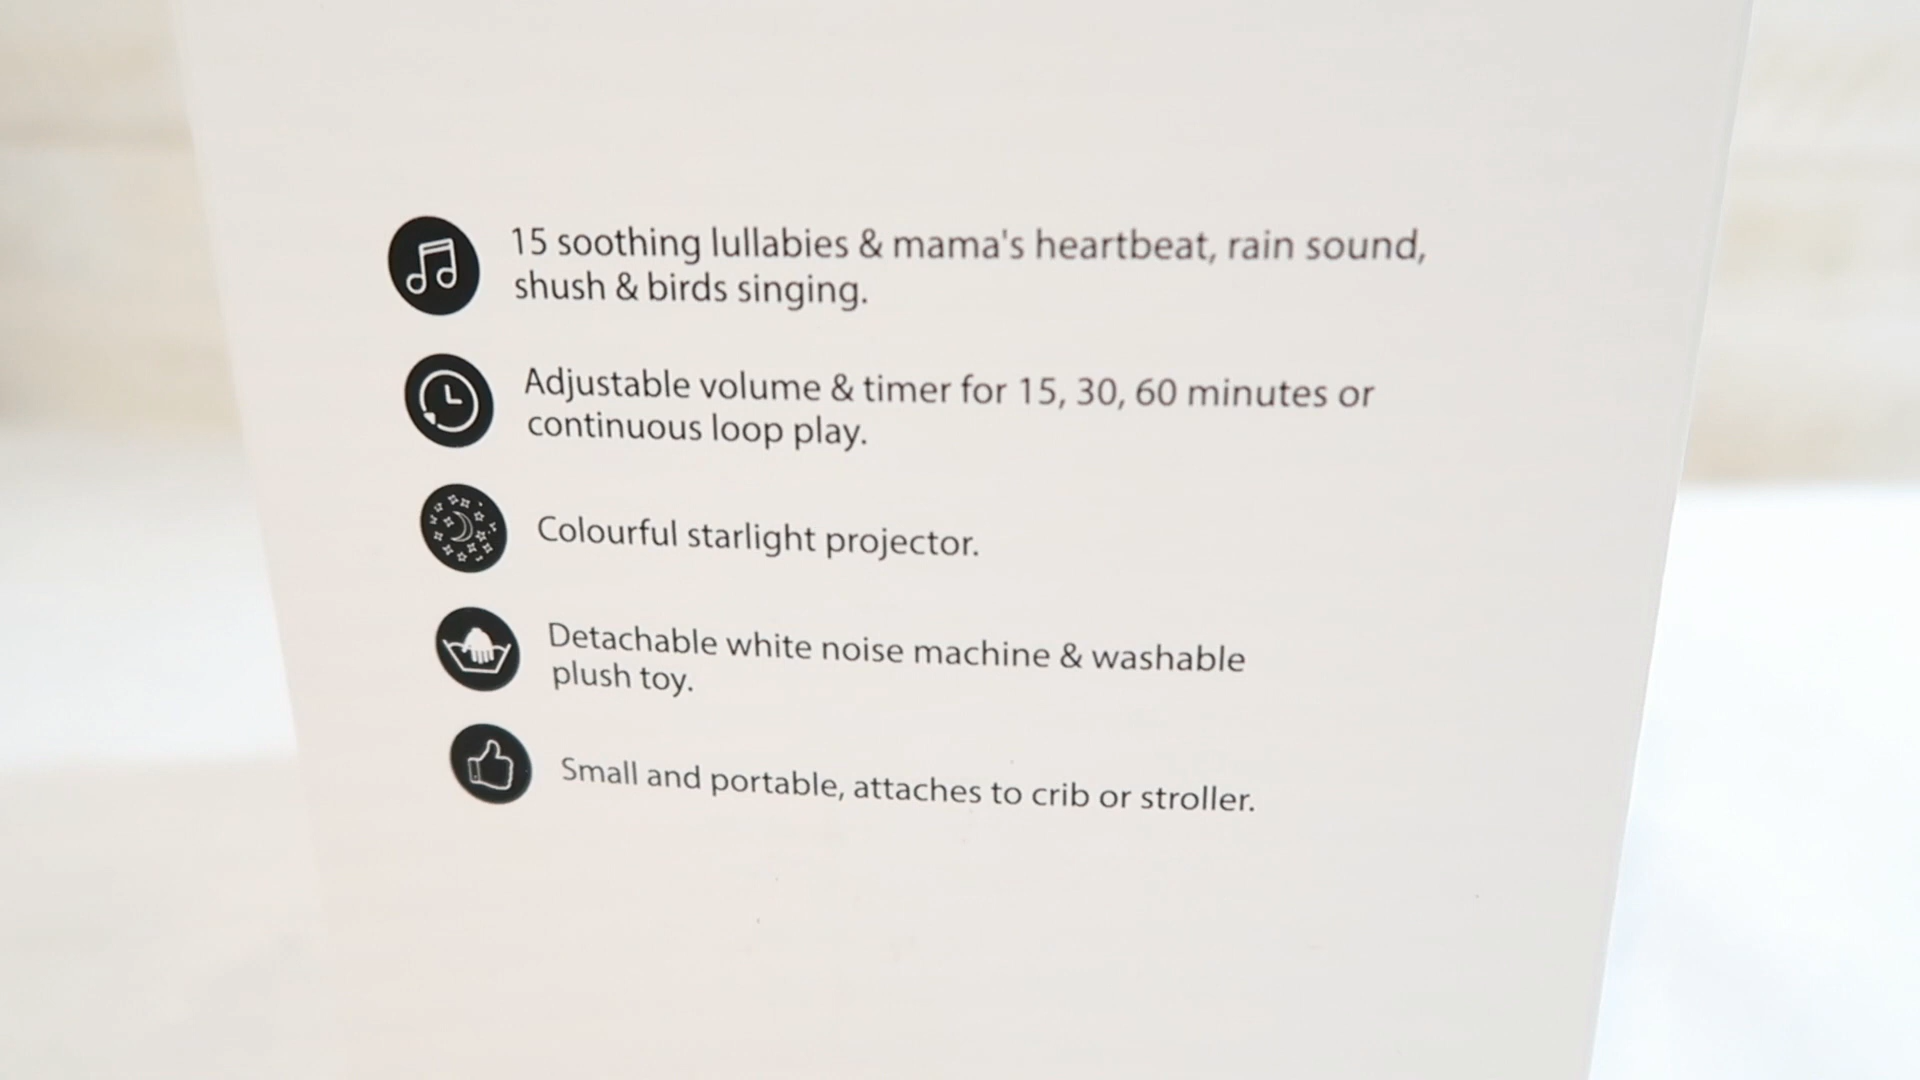 15 soothing lullabies & mama's heartbeat, rain sound,
shush & birds singing.
Adjustable volume & timer for 15, 30, 60 minutes or
continuous loop play.
Colourful starlight projector.
Detachable white noise machine & washable
plush toy.
Small and portable, attaches to crib or stroller.